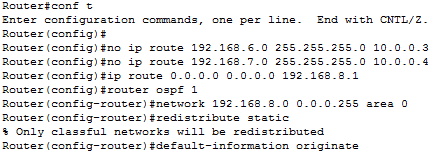 Router#conf t
Enter configuration commands, one per line.  End with CNTL/Z.
Router(config)#
Router(config)#no ip route 192.168.6.0 255.255.255.0 10.0.0.3
Router(config)#no ip route 192.168.7.0 255.255.255.0 10.0.0.4
Router(config)#ip route 0.0.0.0 0.0.0.0 192.168.8.1
Router(config)#router ospf 1
Router(config-router)#network 192.168.8.0 0.0.0.255 area 0
Router(config-router)#redistribute static
% Only classful networks will be redistributed
Router(config-router)#default-information originate